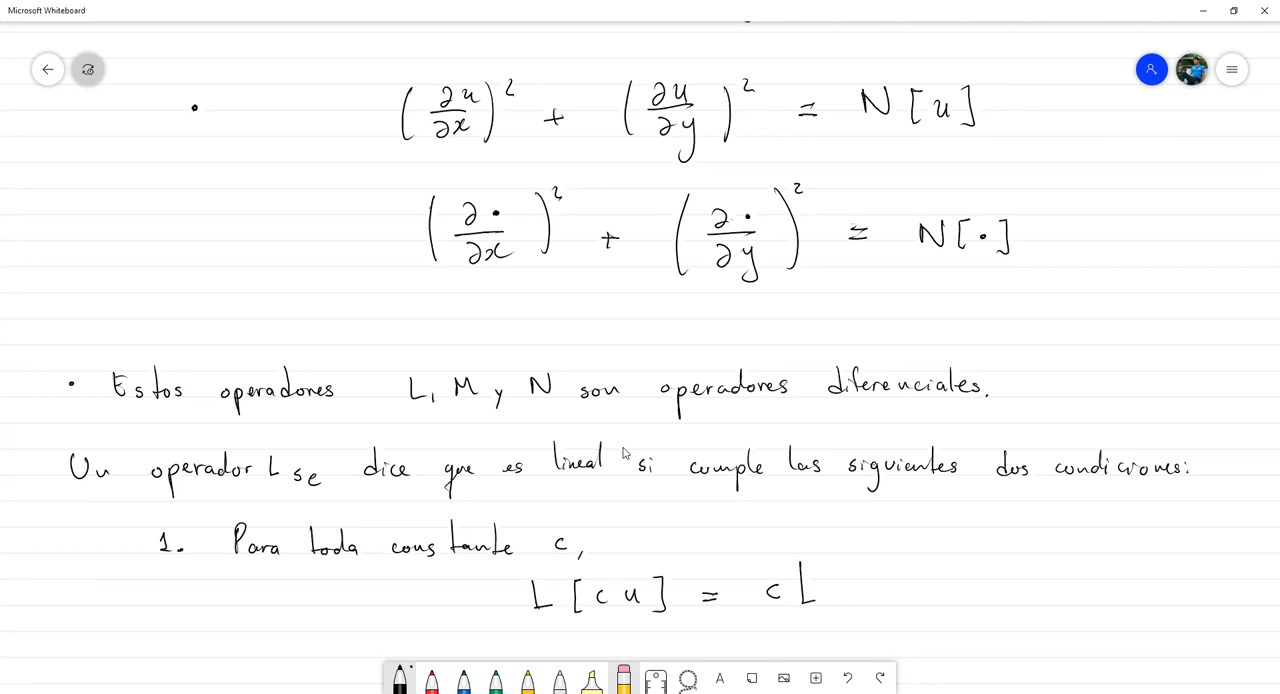 Microsoft Whiteboard
• (∂u/∂x)² + (∂u/∂y)² = N[u]
(∂•/∂x)² + (∂•/∂y)² = N[•]
• Estos operadores L, M y N son operadores diferenciales.
Un operador L se dice que es lineal si cumple las siguientes dos condiciones:
1. Para toda constante c,
L[cu] = cL
A